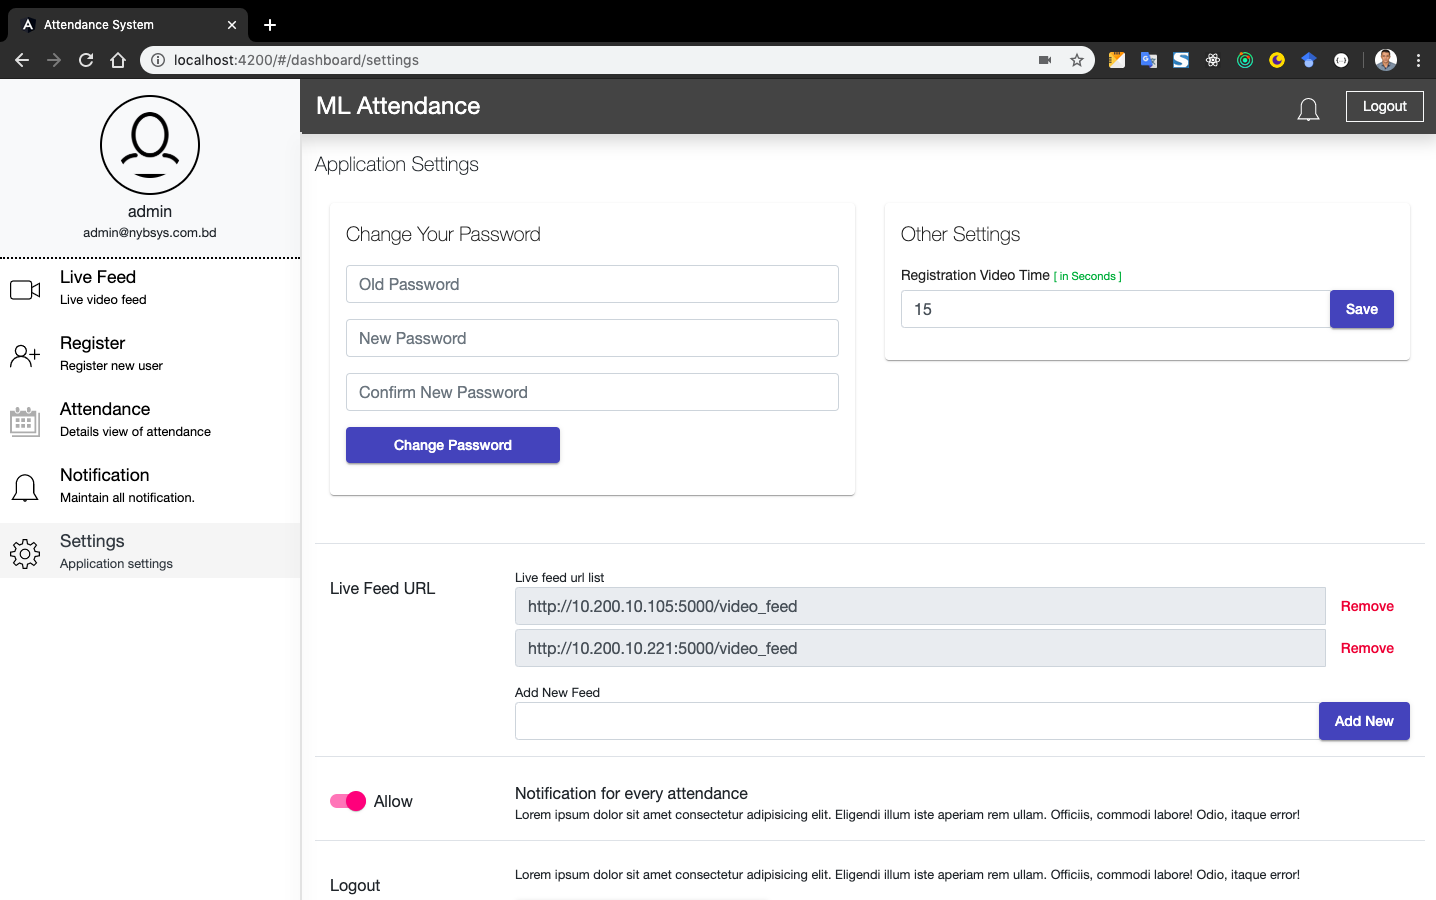 Attendance System
localhost:4200/#/dashboard/settings
ML Attendance
Logout
admin
admin@nybsys.com.bd
Live Feed
Live video feed
Register
Register new user
Attendance
Details view of attendance
Notification
Maintain all notification.
Settings
Application settings
Application Settings
Change Your Password
Old Password
New Password
Confirm New Password
Change Password
Other Settings
Registration Video Time [ in Seconds ]
15 Save
Live Feed URL
Live feed url list
http://10.200.10.105:5000/video_feed Remove
http://10.200.10.221:5000/video_feed Remove
Add New Feed
Add New
Allow
Notification for every attendance
Lorem ipsum dolor sit amet consectetur adipisicing elit. Eligendi illum iste aperiam rem ullam. Officiis, commodi labore! Odio, itaque error!
Logout
Lorem ipsum dolor sit amet consectetur adipisicing elit. Eligendi illum iste aperiam rem ullam. Officiis, commodi labore! Odio, itaque error!